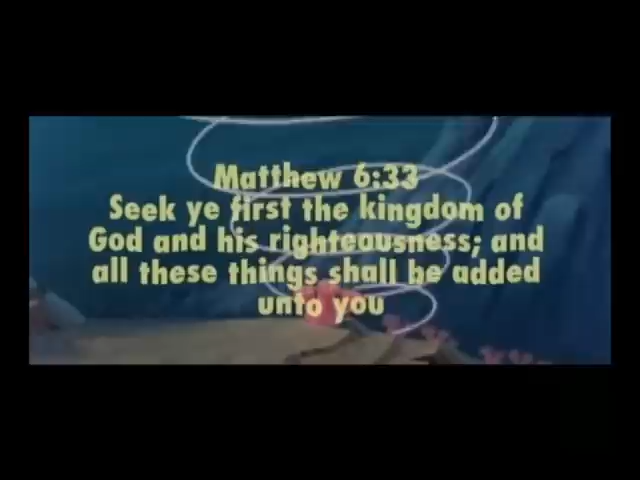 Matthew 6:33
Seek ye first the kingdom of
God and his righteousness; and
all these things shall be added
unto you